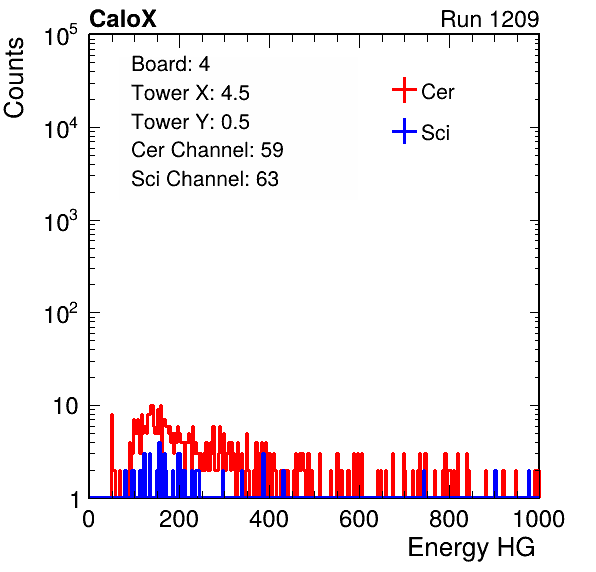 CaloX Run 1209
Counts
10^5
10^4
10^3
10^2
10
1
Board: 4
Tower X: 4.5
Tower Y: 0.5
Cer Channel: 59
Sci Channel: 63
Cer
Sci
0 200 400 600 800 1000
Energy HG